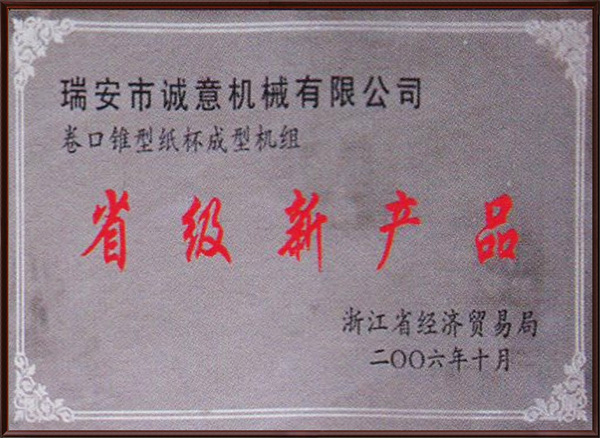 瑞安市诚意机械有限公司
卷口锥型纸杯成型机组
省级新产品
浙江省经济贸易局
二〇〇六年十月